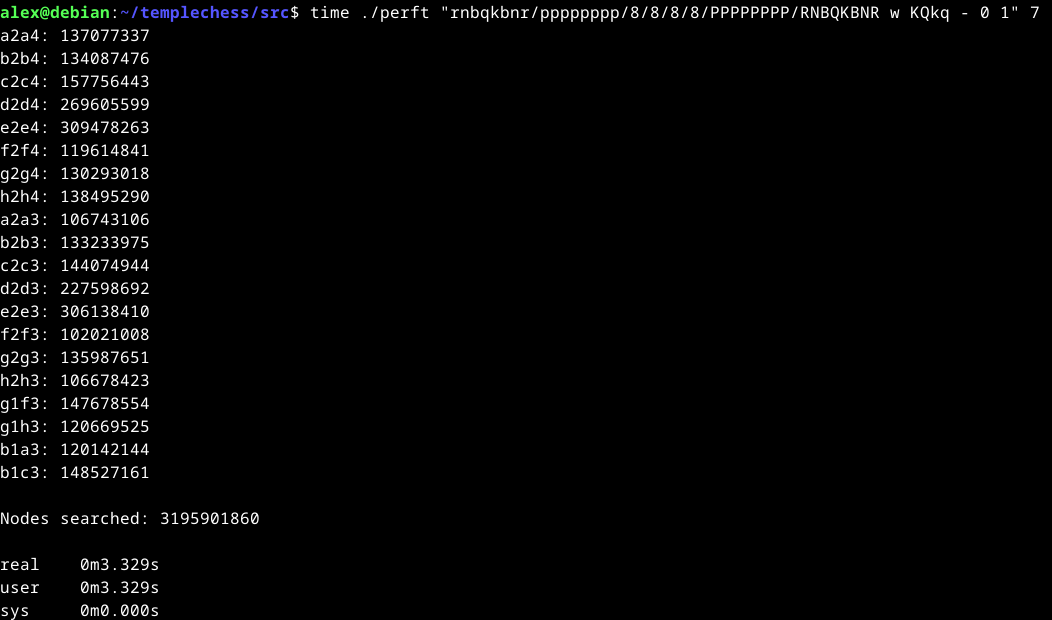 alex@debian:~/templechess/src$ time ./perft "rnbqkbnr/pppppppp/8/8/8/8/PPPPPPPP/RNBQKBNR w KQkq - 0 1" 7
a2a4: 137077337
b2b4: 134087476
c2c4: 157756443
d2d4: 269605599
e2e4: 309478263
f2f4: 119614841
g2g4: 130293018
h2h4: 138495290
a2a3: 106743106
b2b3: 133233975
c2c3: 144074944
d2d3: 227598692
e2e3: 306138410
f2f3: 102021008
g2g3: 135987651
h2h3: 106678423
g1f3: 147678554
g1h3: 120669525
b1a3: 120142144
b1c3: 148527161
Nodes searched: 3195901860
real 0m3.329s
user 0m3.329s
sys 0m0.000s